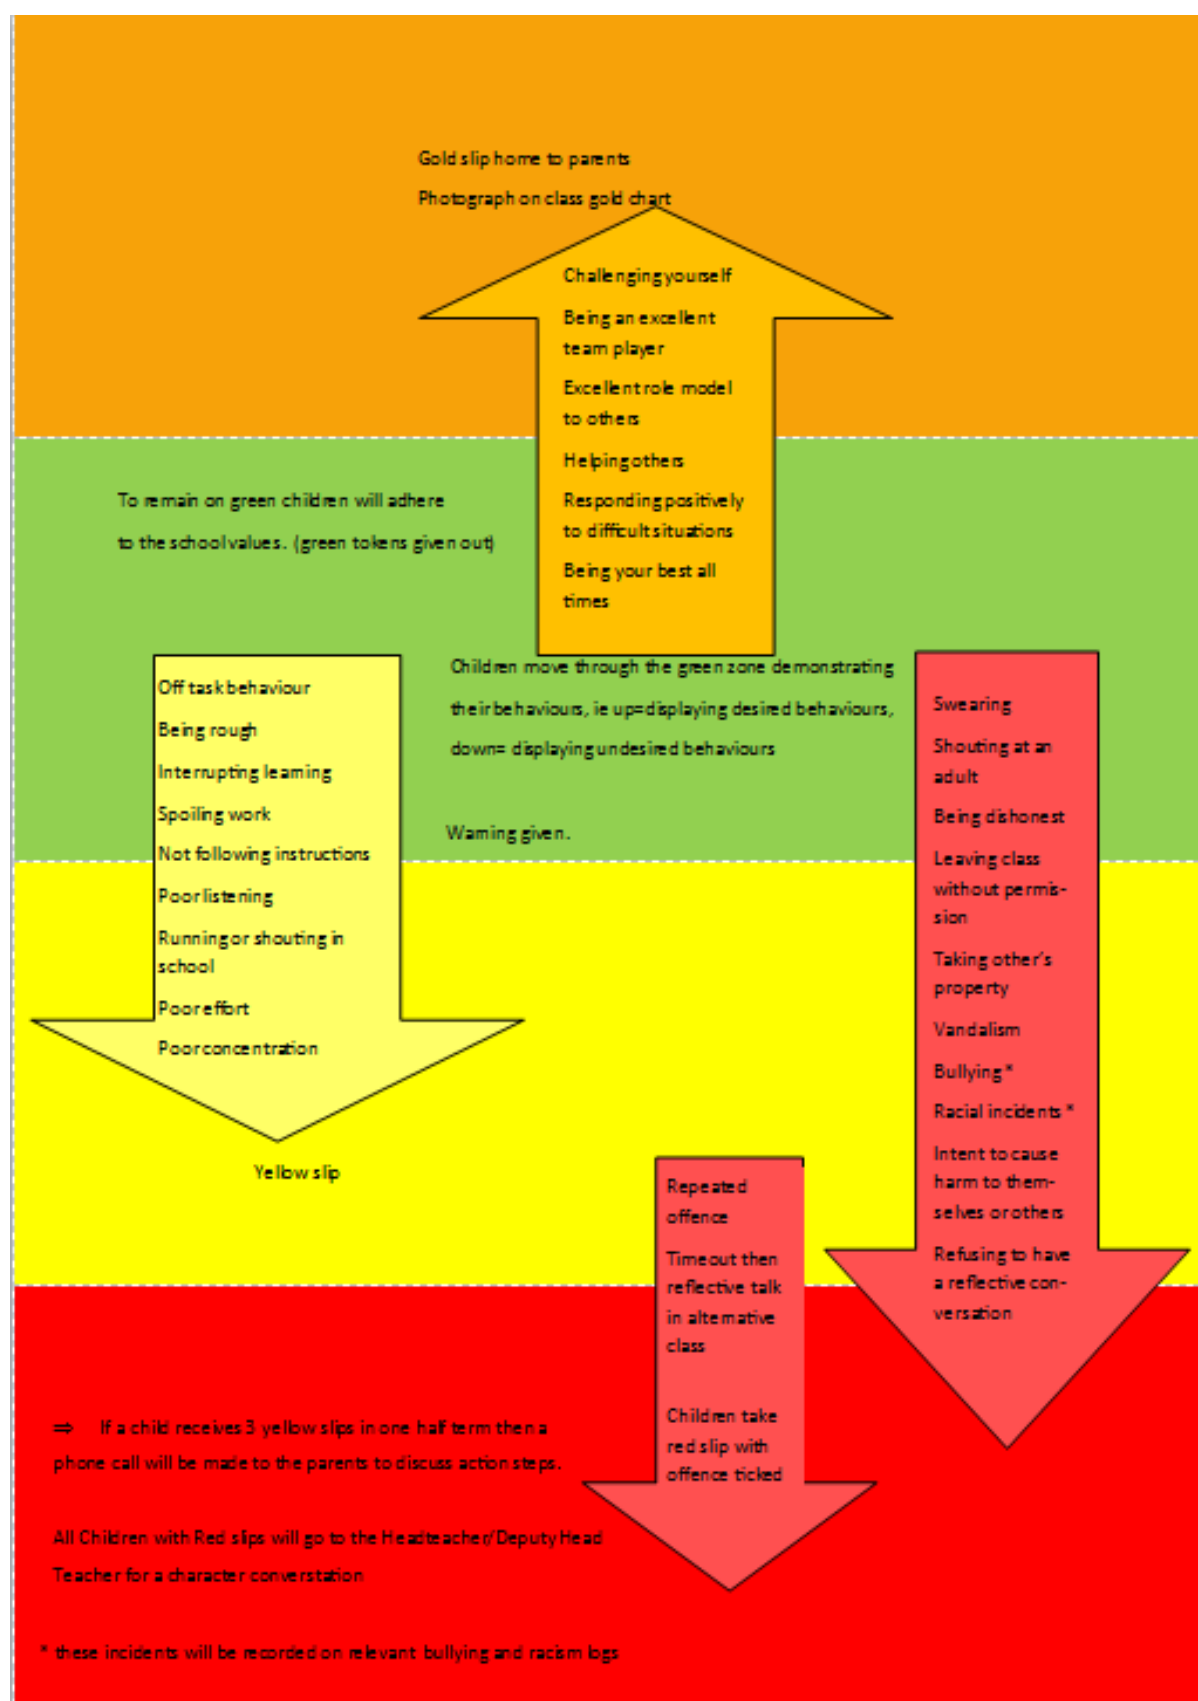 Gold slip home to parents
Photograph on class gold chart
Challenging yourself
Being an excellent
team player
Excellent role model
to others
Helping others
Responding positively
to difficult situations
Being your best all
times
To remain on green children will adhere
to the school values. (green tokens given out)
Children move through the green zone demonstrating
their behaviours, ie up=displaying desired behaviours,
down= displaying undesired behaviours
Warning given.
Off task behaviour
Being rough
Interrupting learning
Spoiling work
Not following instructions
Poor listening
Running or shouting in
school
Poor effort
Poor concentration
Yellow slip
Swearing
Shouting at an
adult
Being dishonest
Leaving class
without permis-
sion
Taking other's
property
Vandalism
Bullying *
Racial incidents *
Intent to cause
harm to them-
selves or others
Refusing to have
a reflective con-
versation
Repeated
offence
Timeout then
reflective talk
in alternative
class
Children take
red slip with
offence ticked
⇒ If a child receives 3 yellow slips in one half term then a
phone call will be made to the parents to discuss action steps.
All Children with Red slips will go to the Headteacher/Deputy Head
Teacher for a character converstation
* these incidents will be recorded on relevant bullying and racism logs